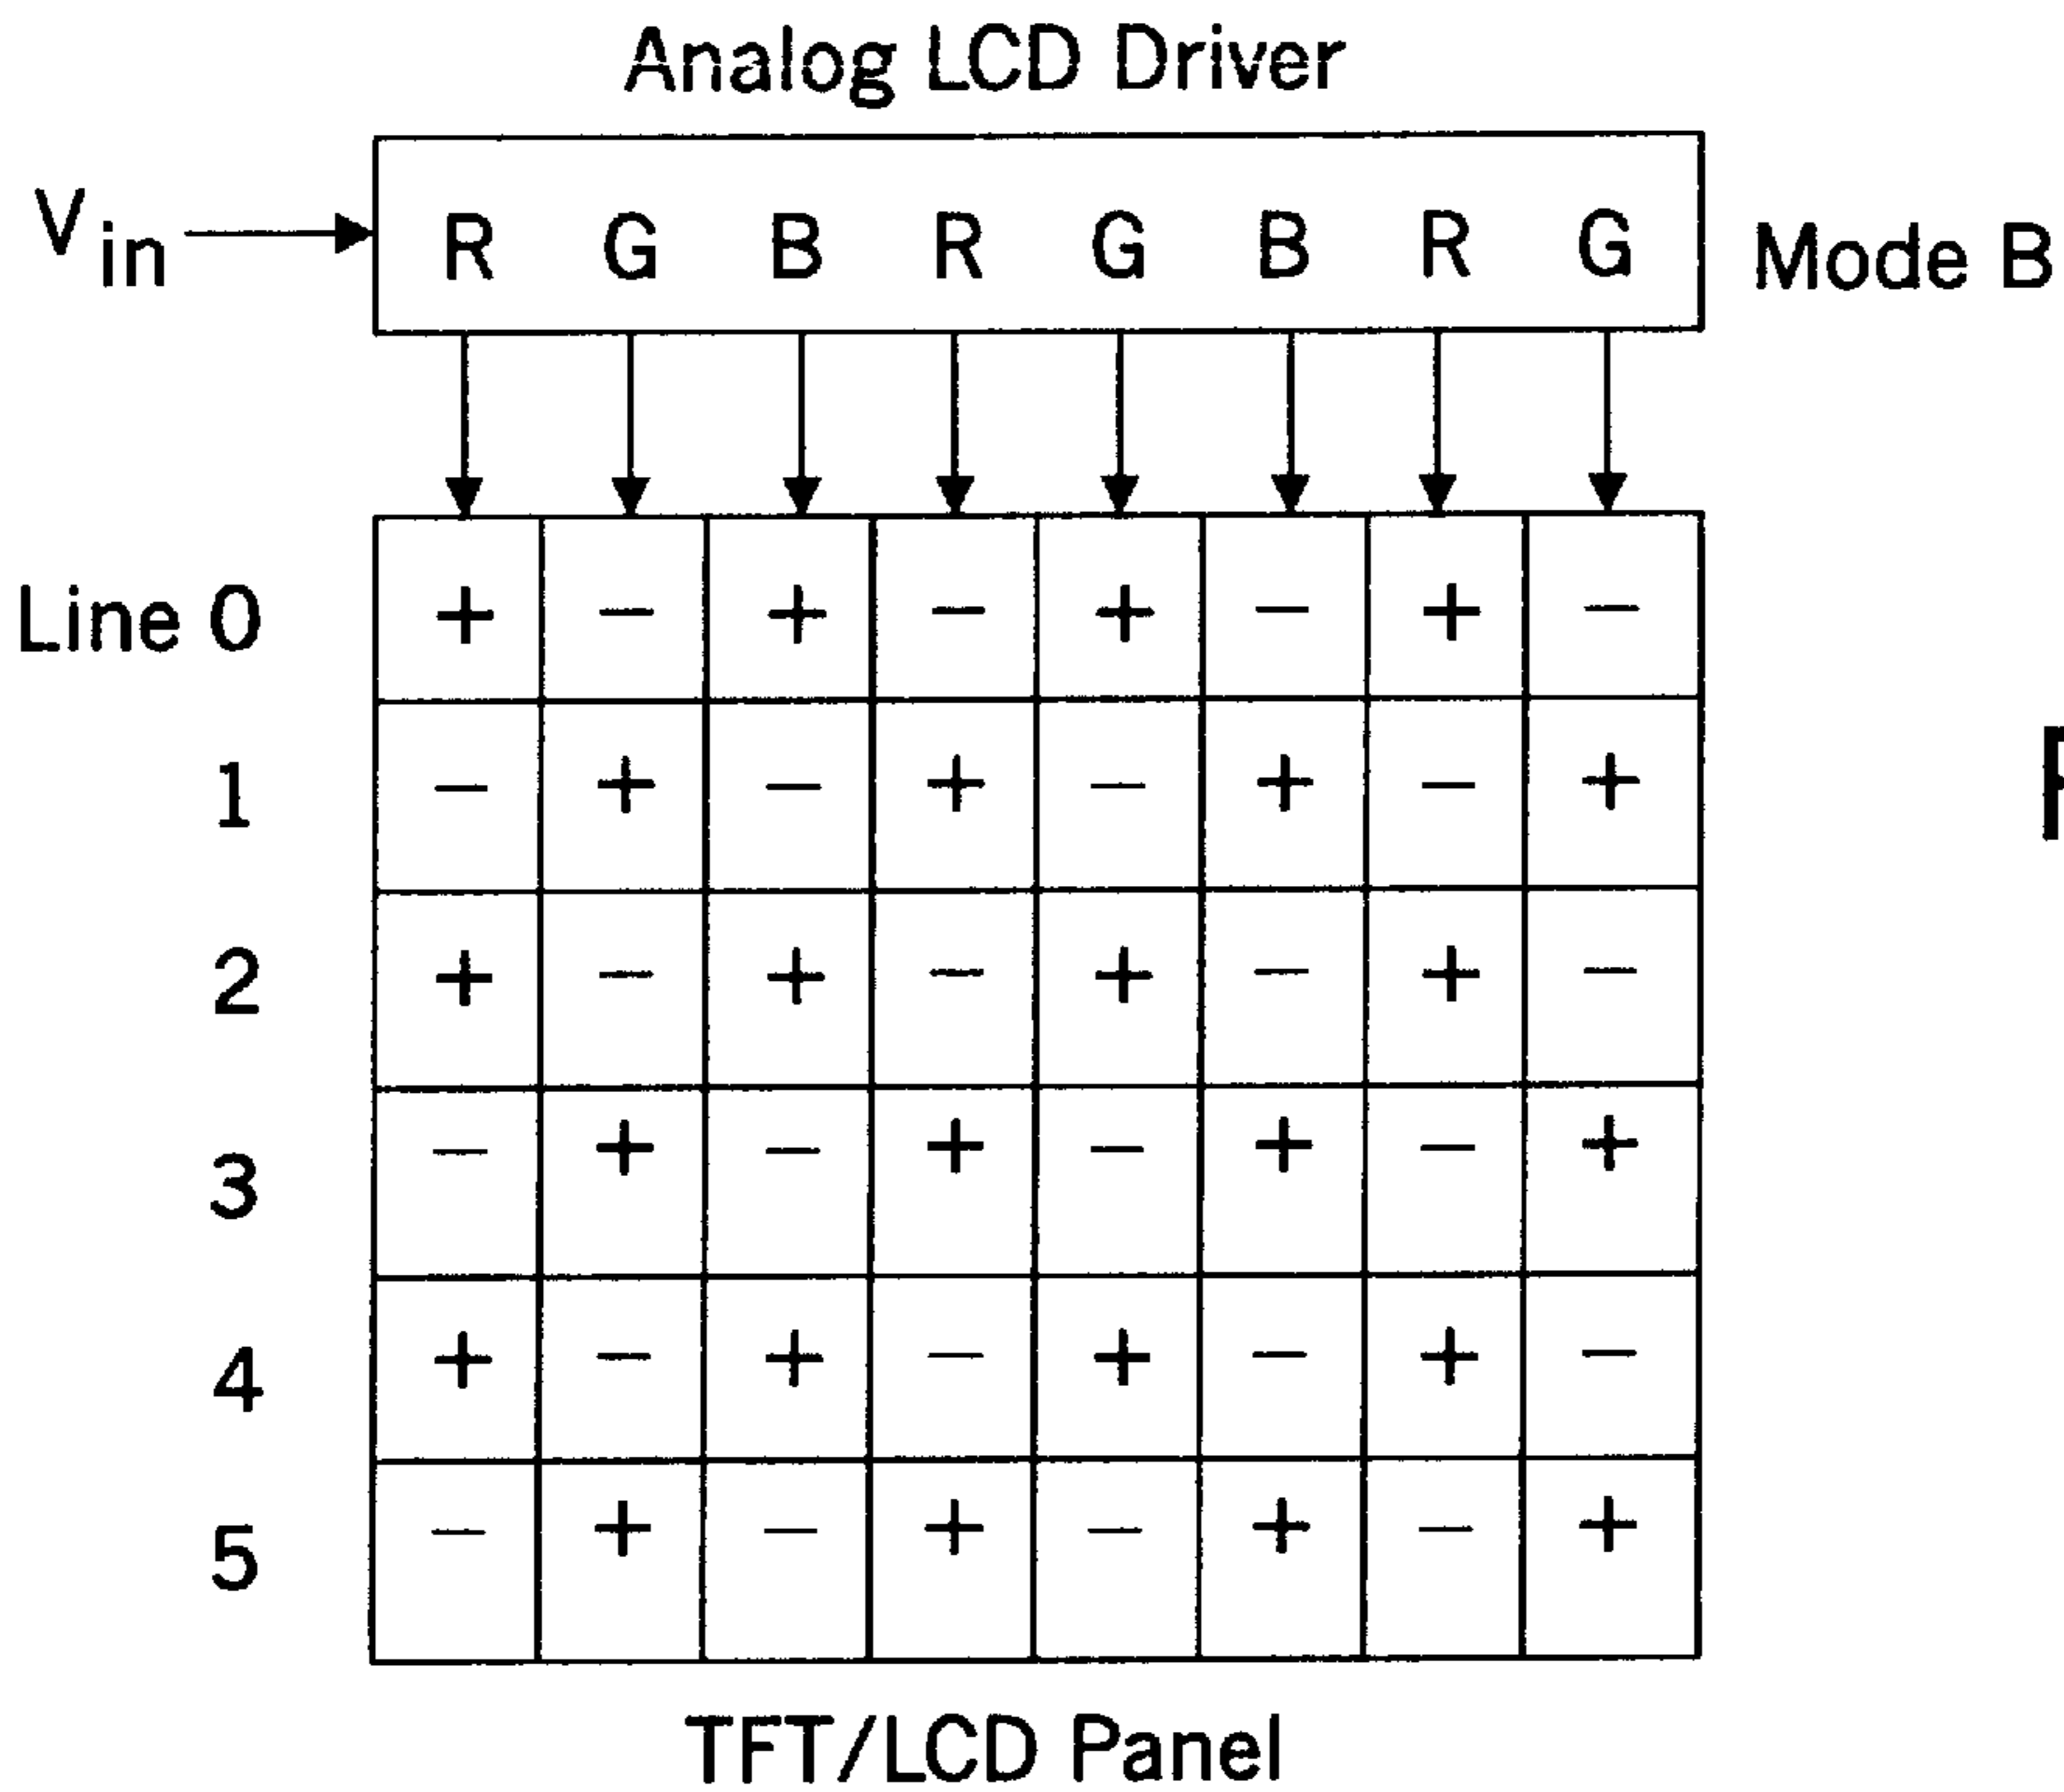 Analog LCD Driver
Vin R G B R G B R G Mode B
Line 0 + − + − + − + −
1 − + − + − + − +
2 + − + − + − + −
3 − + − + − + − +
4 + − + − + − + −
5 − + − + − + − +
TFT/LCD Panel